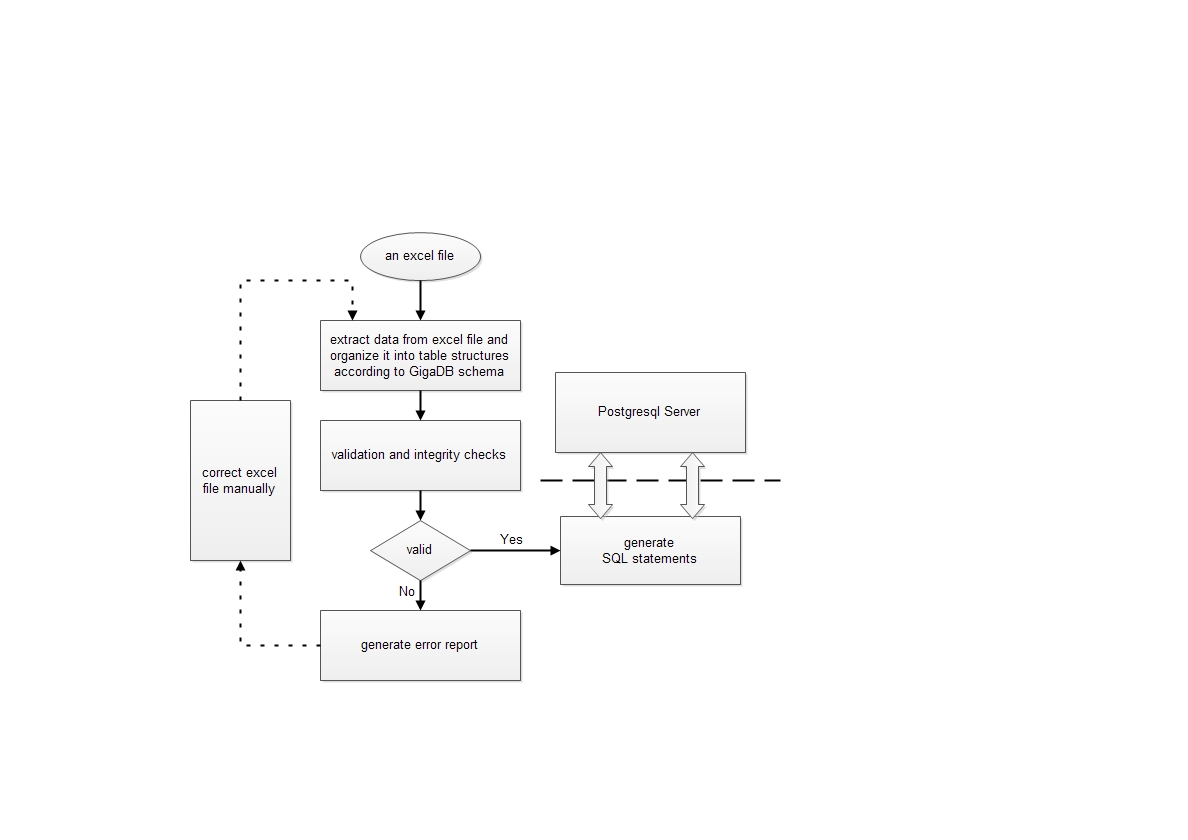 an excel file
extract data from excel file and
organize it into table structures
according to GigaDB schema
Postgresql Server
validation and integrity checks
correct excel
file manually
valid
Yes
generate
SQL statements
No
generate error report